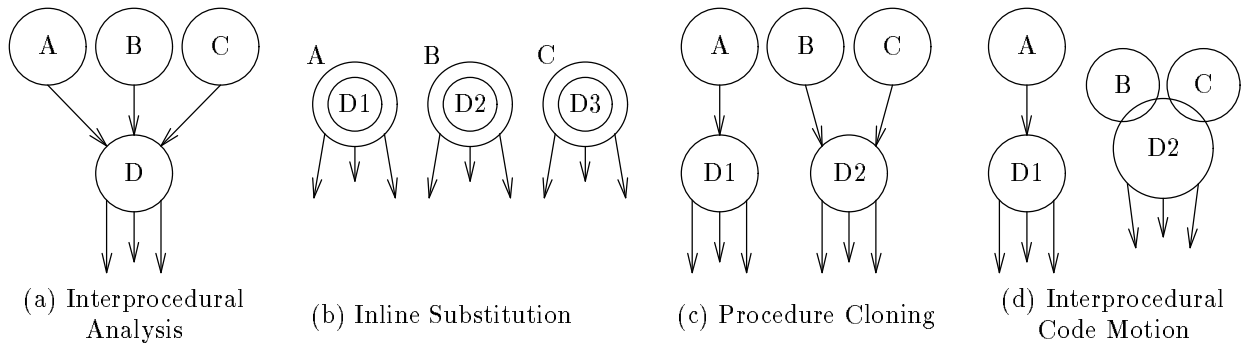 A
B
C
D
(a) Interprocedural
Analysis
A
B
C
D1
D2
D3
(b) Inline Substitution
A
B
C
D1
D2
(c) Procedure Cloning
A
B
C
D2
D1
(d) Interprocedural
Code Motion